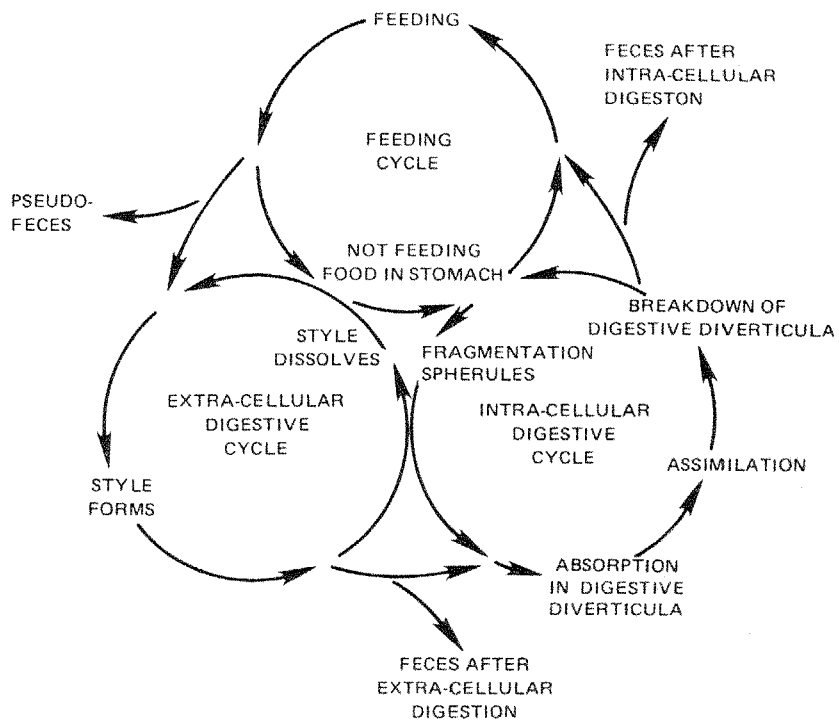 FEEDING
FECES AFTER
INTRA-CELLULAR
DIGESTON
FEEDING
CYCLE
PSEUDO-
FECES
NOT FEEDING
FOOD IN STOMACH
BREAKDOWN OF
DIGESTIVE DIVERTICULA
STYLE
DISSOLVES
FRAGMENTATION
SPHERULES
EXTRA-CELLULAR
DIGESTIVE
CYCLE
INTRA-CELLULAR
DIGESTIVE
CYCLE
ASSIMILATION
STYLE
FORMS
ABSORPTION
IN DIGESTIVE
DIVERTICULA
FECES AFTER
EXTRA-CELLULAR
DIGESTION